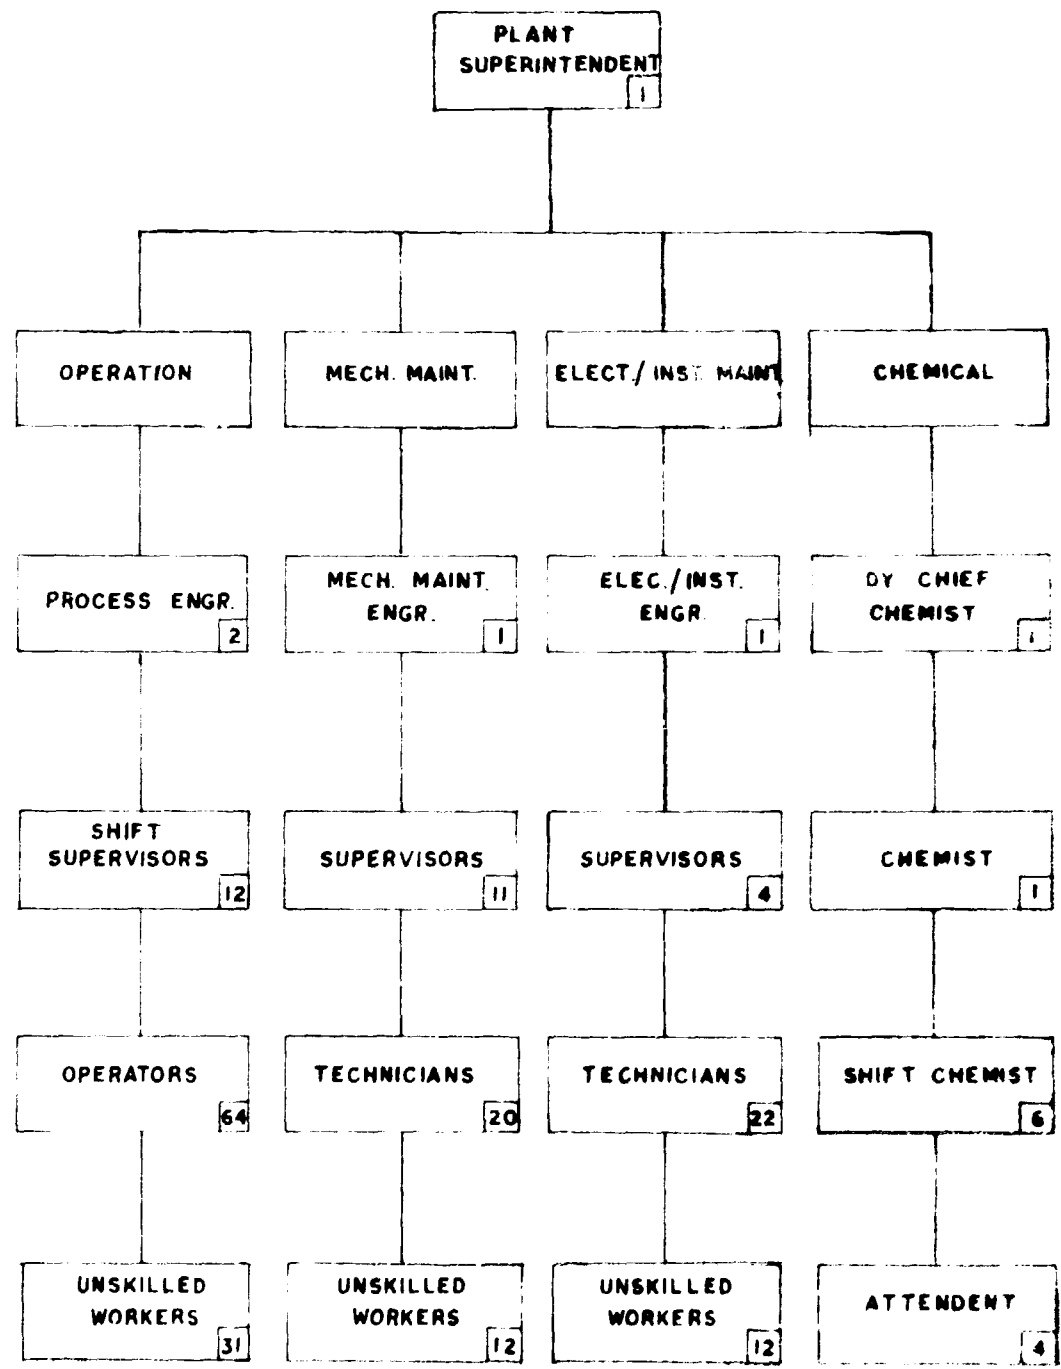 PLANT
SUPERINTENDENT
1
OPERATION
MECH. MAINT.
ELECT./ INST. MAINT
CHEMICAL
PROCESS ENGR.
2
MECH. MAINT.
ENGR.
1
ELEC./INST.
ENGR.
1
DY CHIEF
CHEMIST
1
SHIFT
SUPERVISORS
12
SUPERVISORS
11
SUPERVISORS
4
CHEMIST
1
OPERATORS
64
TECHNICIANS
20
TECHNICIANS
22
SHIFT CHEMIST
6
UNSKILLED
WORKERS
31
UNSKILLED
WORKERS
12
UNSKILLED
WORKERS
12
ATTENDENT
4